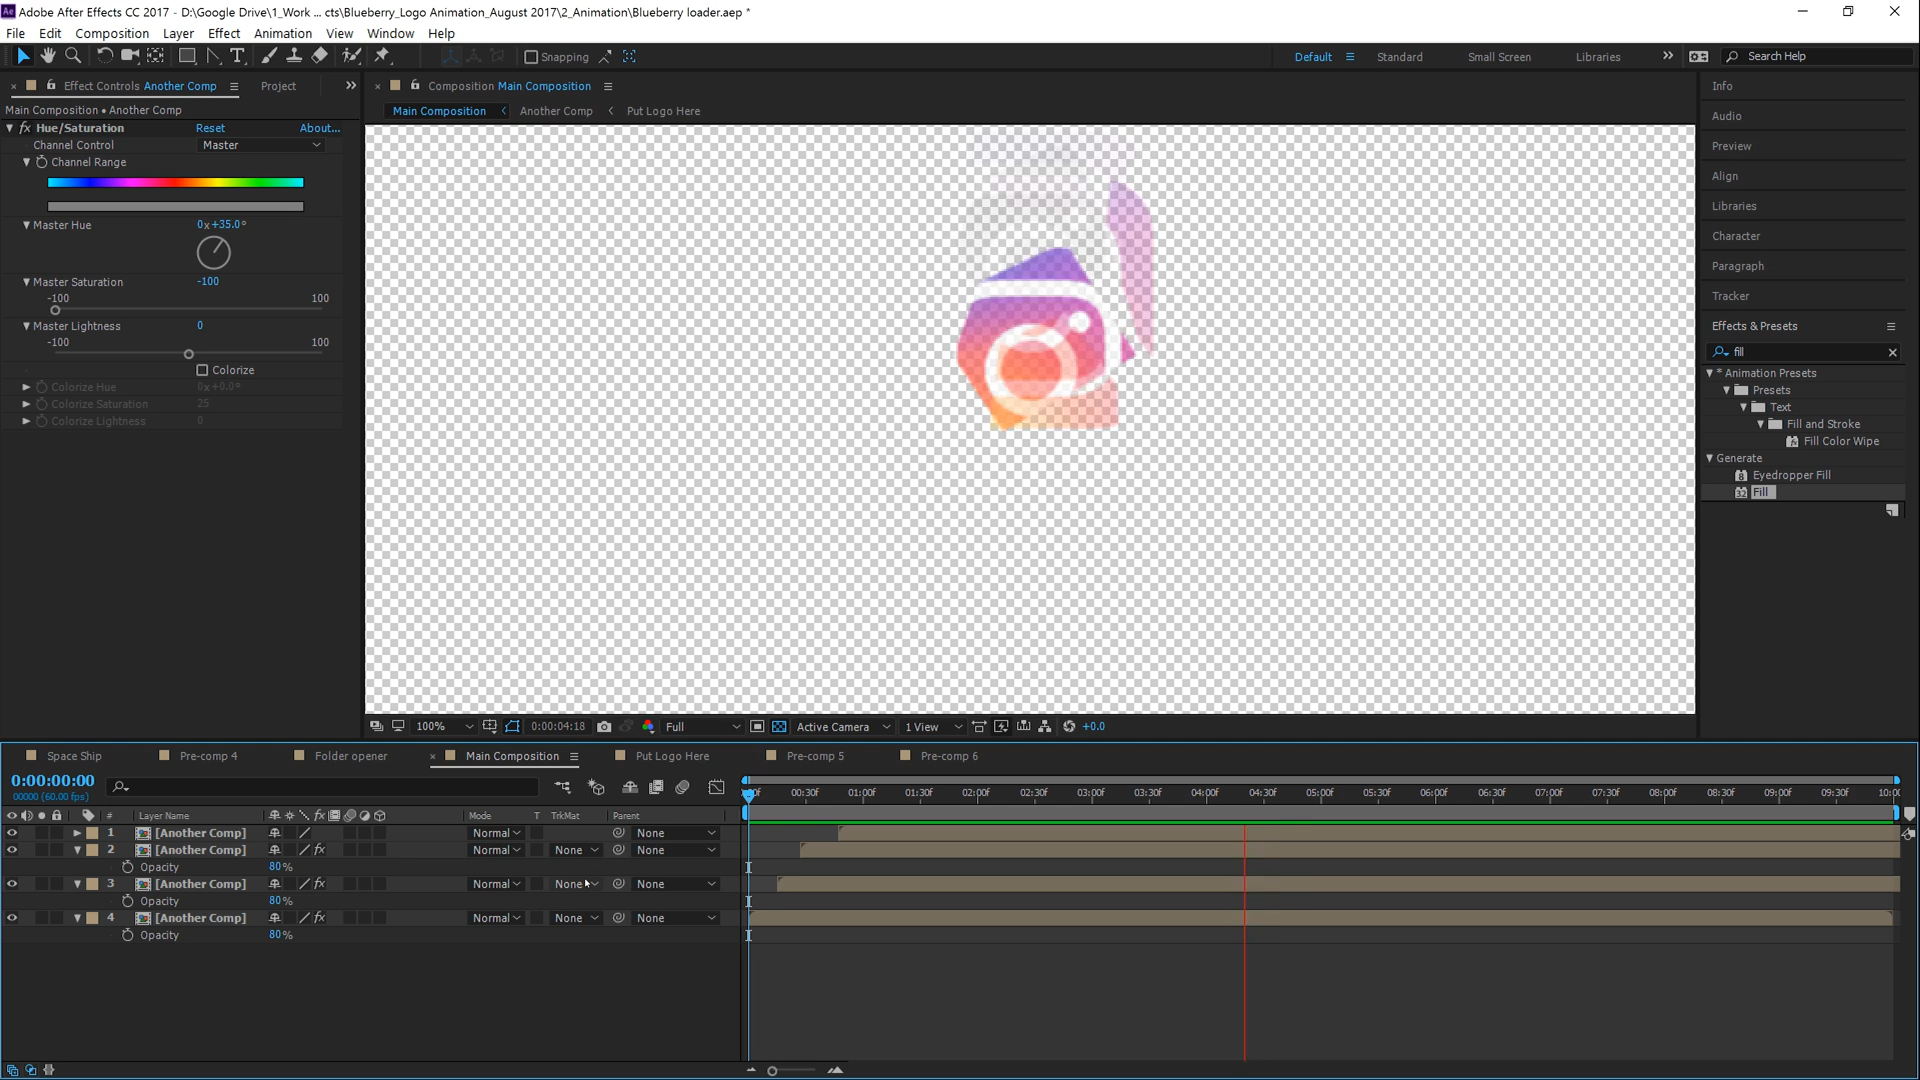 Adobe After Effects CC 2017 - D:\Google Drive\1_Work ... cts\Blueberry_Logo Animation_August 2017\2_Animation\Blueberry loader.aep *
File Edit Composition Layer Effect Animation View Window Help
Snapping Default Standard Small Screen Libraries Search Help
Effect Controls Another Comp Project
Main Composition • Another Comp
fx Hue/Saturation Reset About...
Channel Control Master
Channel Range
Master Hue 0x+35.0°
Master Saturation -100
-100 100
Master Lightness 0
-100 100
Colorize
Colorize Hue 0x+0.0°
Colorize Saturation 25
Colorize Lightness 0
Composition Main Composition
Main Composition Another Comp Put Logo Here
100% 0:00:04:18 Full Active Camera 1 View +0.0
Info
Audio
Preview
Align
Libraries
Character
Paragraph
Tracker
Effects & Presets
fill
* Animation Presets
Presets
Text
Fill and Stroke
Fill Color Wipe
Generate
Eyedropper Fill
Fill
Space Ship Pre-comp 4 Folder opener Main Composition Put Logo Here Pre-comp 5 Pre-comp 6
0:00:00:00
00000 (60.00 fps)
00:30f 01:00f 01:30f 02:00f 02:30f 03:00f 03:30f 04:00f 04:30f 05:00f 05:30f 06:00f 06:30f 07:00f 07:30f 08:00f 08:30f 09:00f 09:30f
# Layer Name Mode T TrkMat Parent
1 [Another Comp] Normal None
2 [Another Comp] fx Normal None None
Opacity 80%
3 [Another Comp] fx Normal None None
Opacity 80%
4 [Another Comp] fx Normal None None
Opacity 80%